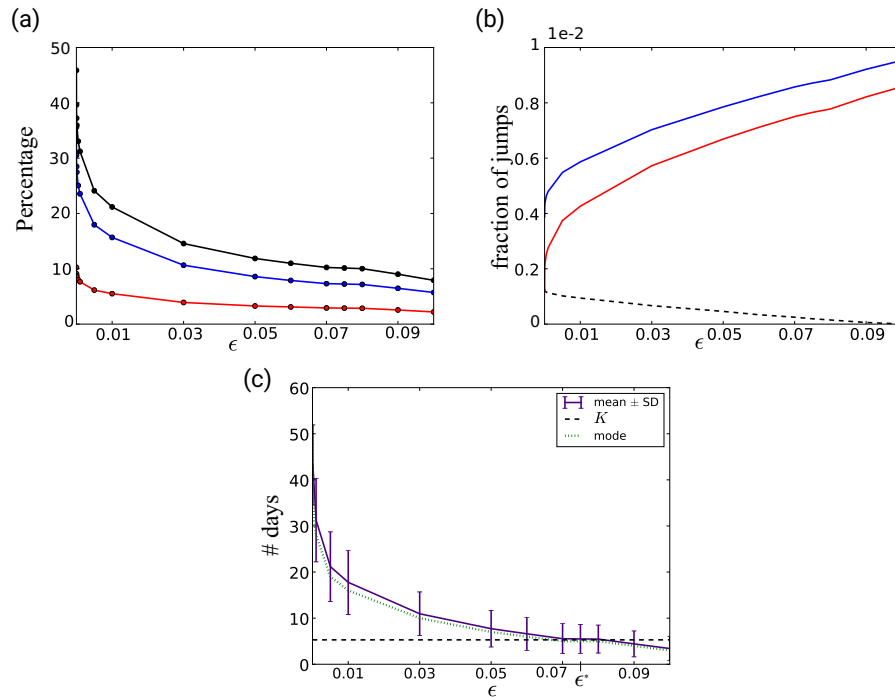 (a)
50
40
30
20
10
0
Percentage
0.01
0.03
0.05
0.07
0.09
ϵ
(b)
1e-2
1
0.8
0.6
0.4
0.2
0
fraction of jumps
0.01
0.03
0.05
0.07
0.09
ϵ
(c)
60
50
40
30
20
10
0
# days
mean ± SD
K
mode
0.01
0.03
0.05
0.07
ϵ*
0.09
ϵ